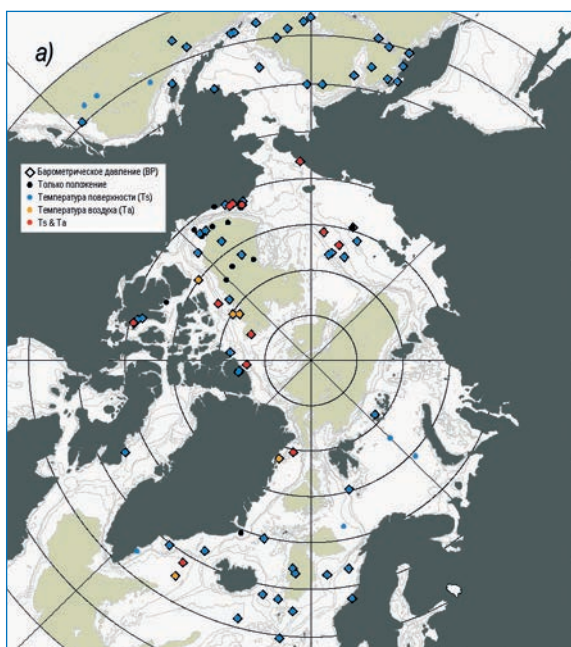 а)
Барометрическое давление (BP)
Только положение
Температура поверхности (Ts)
Температура воздуха (Ta)
Ts & Ta